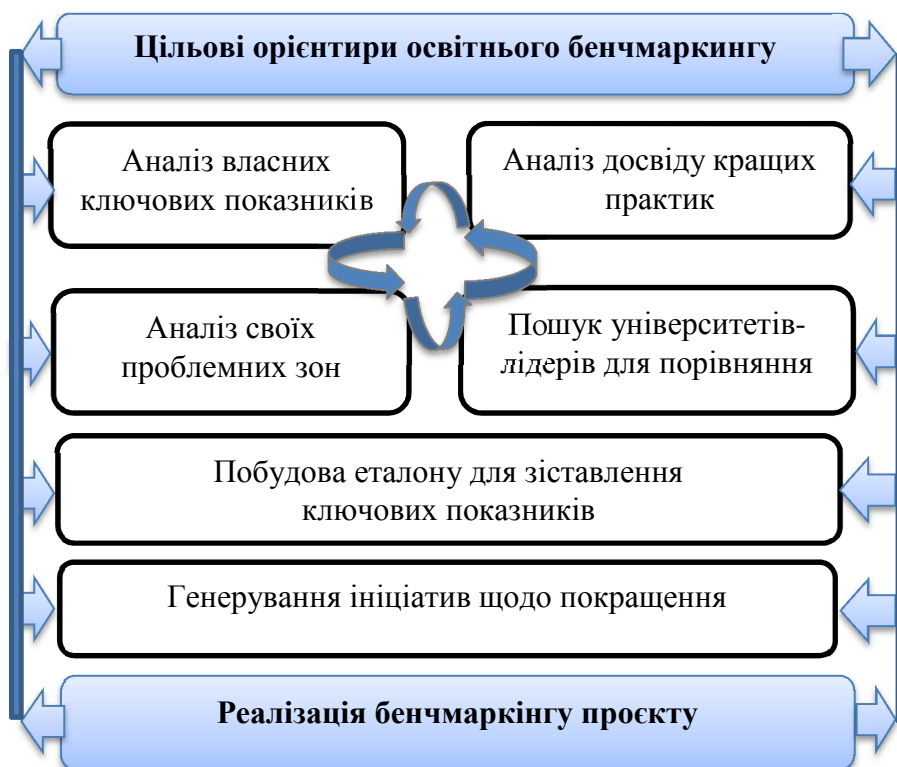 Цільові орієнтири освітнього бенчмаркингу
Аналіз власних
ключових показників
Аналіз досвіду кращих
практик
Аналіз своїх
проблемних зон
Пошук університетів-
лідерів для порівняння
Побудова еталону для зіставлення
ключових показників
Генерування ініціатив щодо покращення
Реалізація бенчмаркінгу проєкту